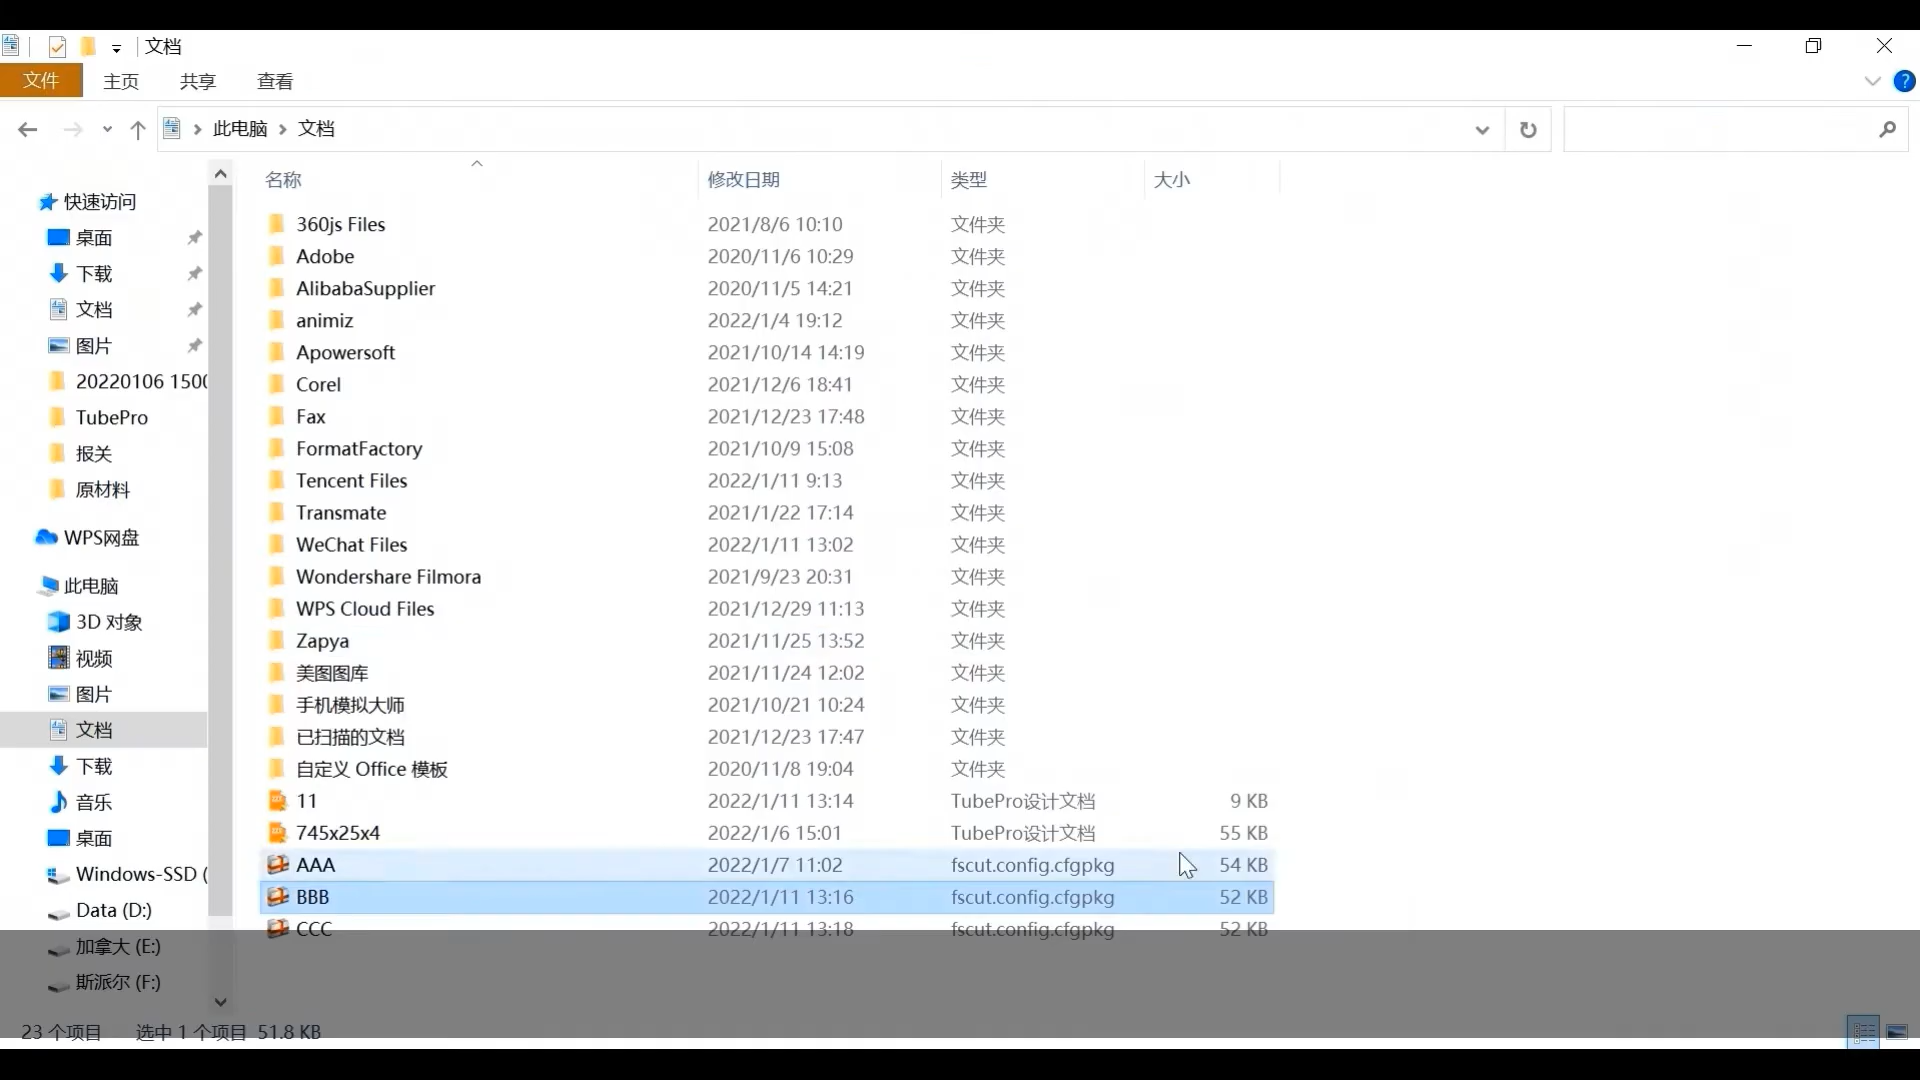 文档
文件 主页 共享 查看
此电脑 文档
名称 修改日期 类型 大小
快速访问
桌面
下载
文档
图片
20220106 150
TubePro
报关
原材料
WPS网盘
此电脑
3D 对象
视频
图片
文档
下载
音乐
桌面
Windows-SSD (
Data (D:)
加拿大 (E:)
斯派尔 (F:)
360js Files 2021/8/6 10:10 文件夹
Adobe 2020/11/6 10:29 文件夹
AlibabaSupplier 2020/11/5 14:21 文件夹
animiz 2022/1/4 19:12 文件夹
Apowersoft 2021/10/14 14:19 文件夹
Corel 2021/12/6 18:41 文件夹
Fax 2021/12/23 17:48 文件夹
FormatFactory 2021/10/9 15:08 文件夹
Tencent Files 2022/1/11 9:13 文件夹
Transmate 2021/1/22 17:14 文件夹
WeChat Files 2022/1/11 13:02 文件夹
Wondershare Filmora 2021/9/23 20:31 文件夹
WPS Cloud Files 2021/12/29 11:13 文件夹
Zapya 2021/11/25 13:52 文件夹
美图图库 2021/11/24 12:02 文件夹
手机模拟大师 2021/10/21 10:24 文件夹
已扫描的文档 2021/12/23 17:47 文件夹
自定义 Office 模板 2020/11/8 19:04 文件夹
11 2022/1/11 13:14 TubePro设计文档 9 KB
745x25x4 2022/1/6 15:01 TubePro设计文档 55 KB
AAA 2022/1/7 11:02 fscut.config.cfgpkg 54 KB
BBB 2022/1/11 13:16 fscut.config.cfgpkg 52 KB
CCC 2022/1/11 13:18 fscut.config.cfgpkg 52 KB
23 个项目 选中 1 个项目 51.8 KB